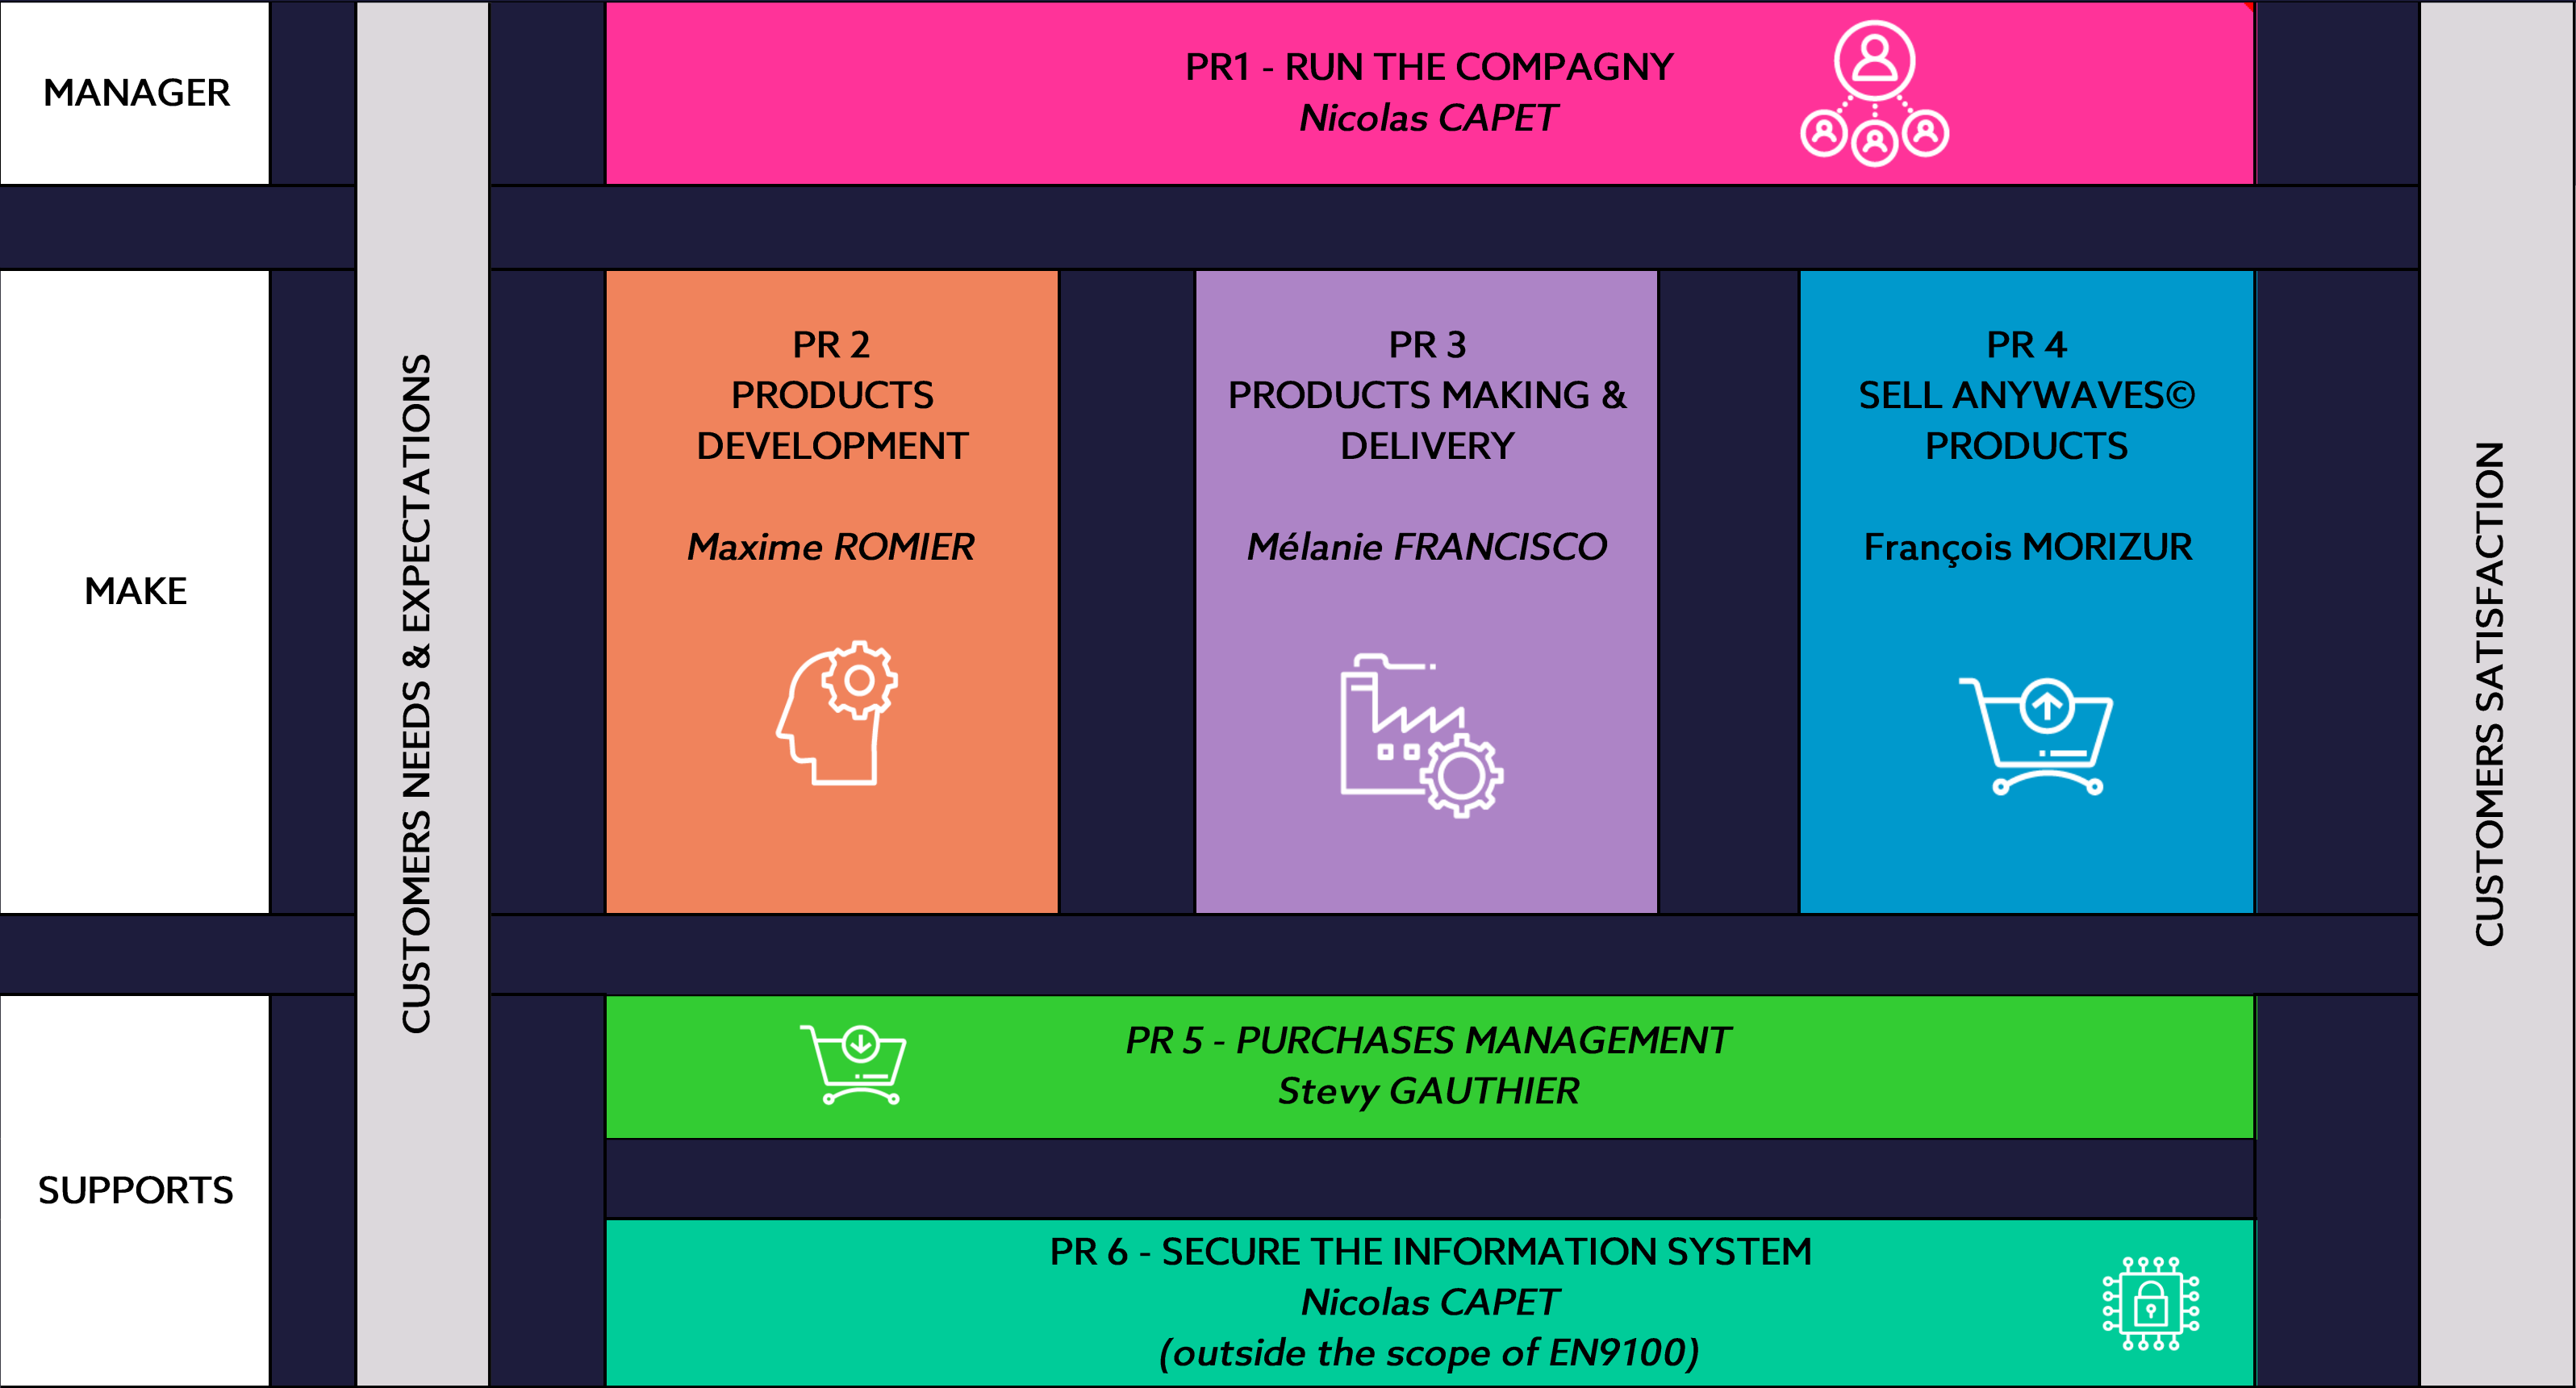 MANAGER
PR1 - RUN THE COMPAGNY
Nicolas CAPET
CUSTOMERS NEEDS & EXPECTATIONS
MAKE
PR 2
PRODUCTS
DEVELOPMENT
Maxime ROMIER
PR 3
PRODUCTS MAKING &
DELIVERY
Mélanie FRANCISCO
PR 4
SELL ANYWAVES©
PRODUCTS
François MORIZUR
CUSTOMERS SATISFACTION
SUPPORTS
PR 5 - PURCHASES MANAGEMENT
Stevy GAUTHIER
PR 6 - SECURE THE INFORMATION SYSTEM
Nicolas CAPET
(outside the scope of EN9100)